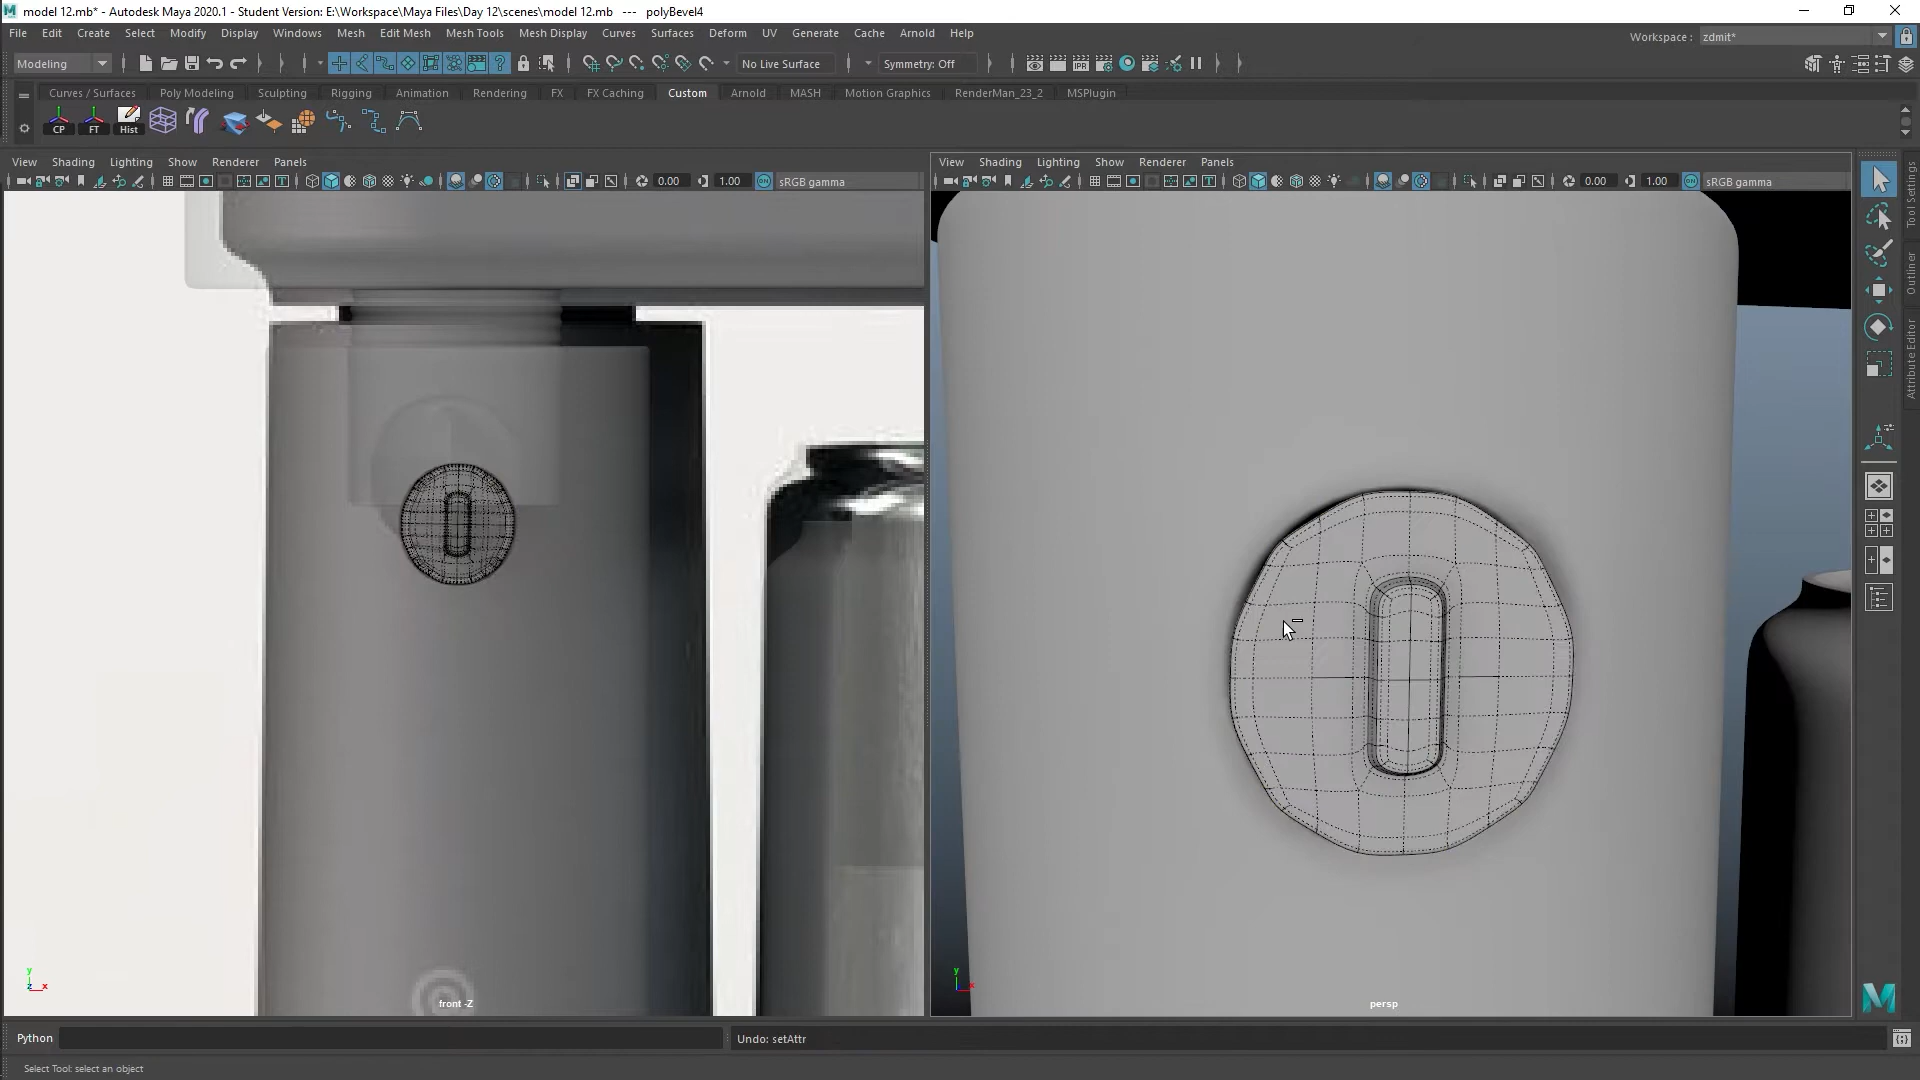 model 12.mb* - Autodesk Maya 2020.1 - Student Version: E:\Workspace\Maya Files\Day 12\scenes\model 12.mb --- polyBevel4
File Edit Create Select Modify Display Windows Mesh Edit Mesh Mesh Tools Mesh Display Curves Surfaces Deform UV Generate Cache Arnold Help
Workspace : zdmit*
Modeling No Live Surface Symmetry: Off
Curves / Surfaces Poly Modeling Sculpting Rigging Animation Rendering FX FX Caching Custom Arnold MASH Motion Graphics RenderMan_23_2 MSPlugin
CP FT Hist
View Shading Lighting Show Renderer Panels
0.00 1.00 sRGB gamma
View Shading Lighting Show Renderer Panels
0.00 1.00 sRGB gamma
Tool Settings
Outliner
Attribute Editor
y
z x
front -Z
y
x
persp
Python
Undo: setAttr
Select Tool: select an object